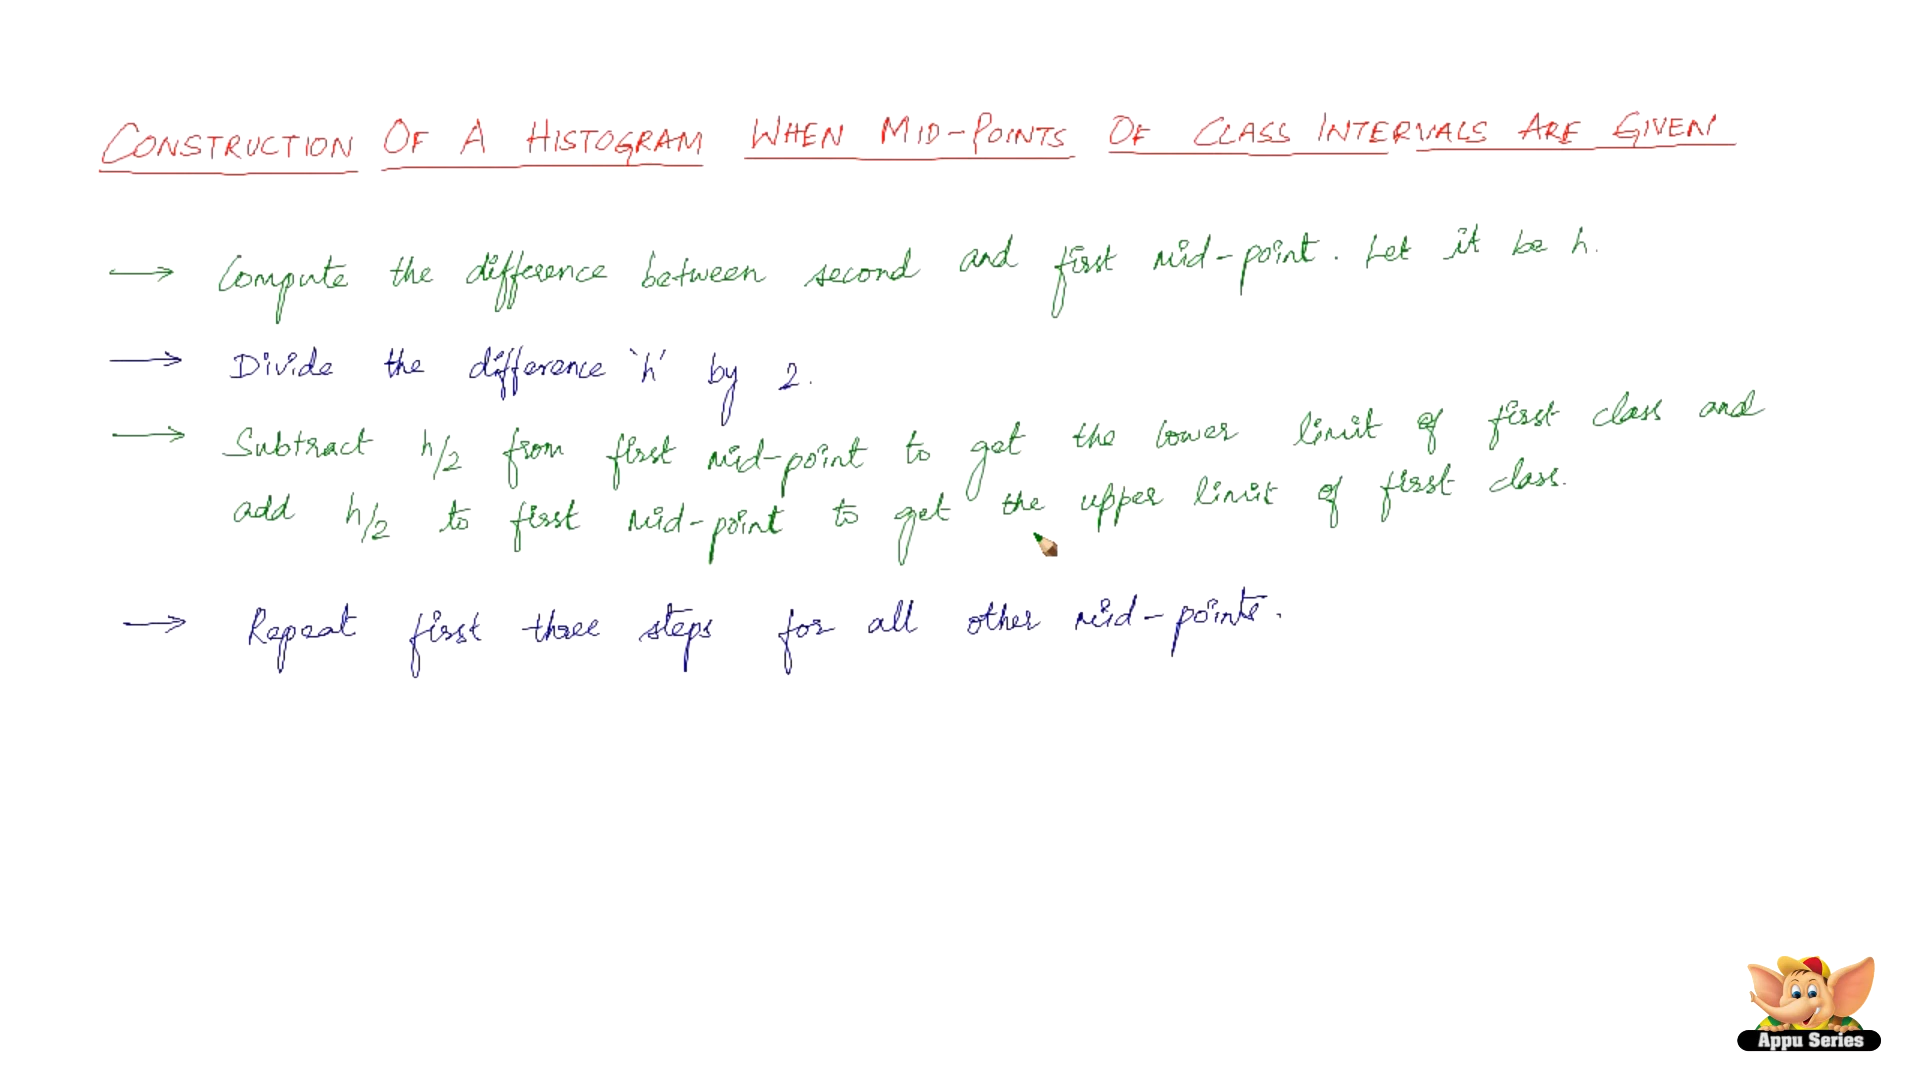 CONSTRUCTION OF A HISTOGRAM WHEN MID-POINTS OF CLASS INTERVALS ARE GIVEN
→ Compute the difference between second and first mid-point. Let it be h.
→ Divide the difference 'h' by 2.
→ Subtract h/2 from first mid-point to get the lower limit of first class and
add h/2 to first mid-point to get the upper limit of first class.
→ Repeat first three steps for all other mid-points.
Appu Series